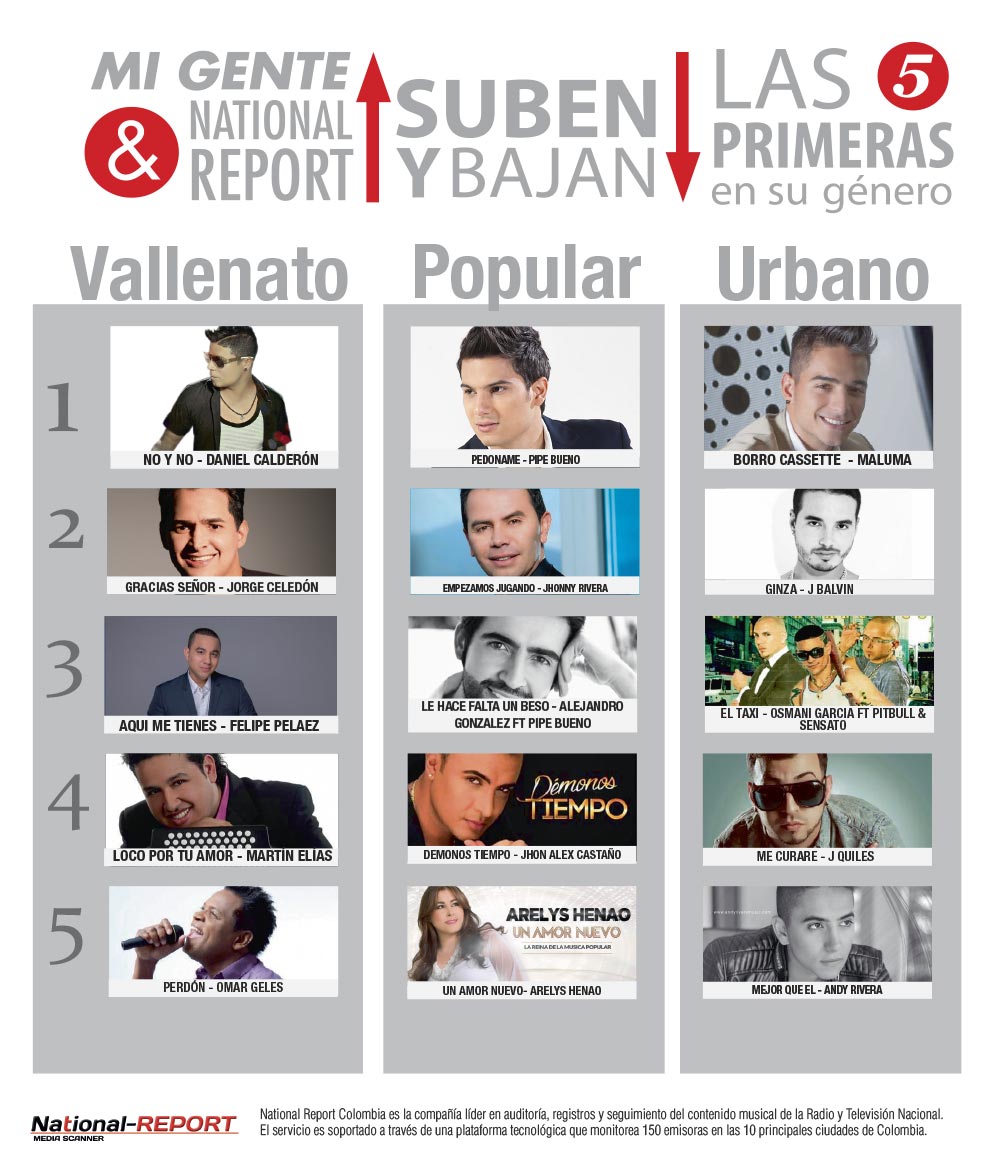 MI GENTE
&
NATIONAL
REPORT
SUBEN
Y BAJAN
LAS 5
PRIMERAS
en su género
Vallenato
Popular
Urbano
1
NO Y NO - DANIEL CALDERÓN
PEDONAME - PIPE BUENO
BORRO CASSETTE - MALUMA
2
GRACIAS SEÑOR - JORGE CELEDÓN
EMPEZAMOS JUGANDO - JHONNY RIVERA
GINZA - J BALVIN
3
AQUI ME TIENES - FELIPE PELAEZ
LE HACE FALTA UN BESO - ALEJANDRO
GONZALEZ FT PIPE BUENO
EL TAXI - OSMANI GARCIA FT PITBULL &
SENSATO
4
LOCO POR TU AMOR - MARTÍN ELÍAS
Démonos
TIEMPO
DEMONOS TIEMPO - JHON ALEX CASTAÑO
ME CURARE - J QUILES
5
PERDÓN - OMAR GELES
ARELYS HENAO
UN AMOR NUEVO
LA REINA DE LA MUSICA POPULAR
UN AMOR NUEVO- ARELYS HENAO
www.andyriveramusic.com
MEJOR QUE EL - ANDY RIVERA
National-REPORT
MEDIA SCANNER
National Report Colombia es la compañía líder en auditoría, registros y seguimiento del contenido musical de la Radio y Televisión Nacional.
El servicio es soportado a través de una plataforma tecnológica que monitorea 150 emisoras en las 10 principales ciudades de Colombia.